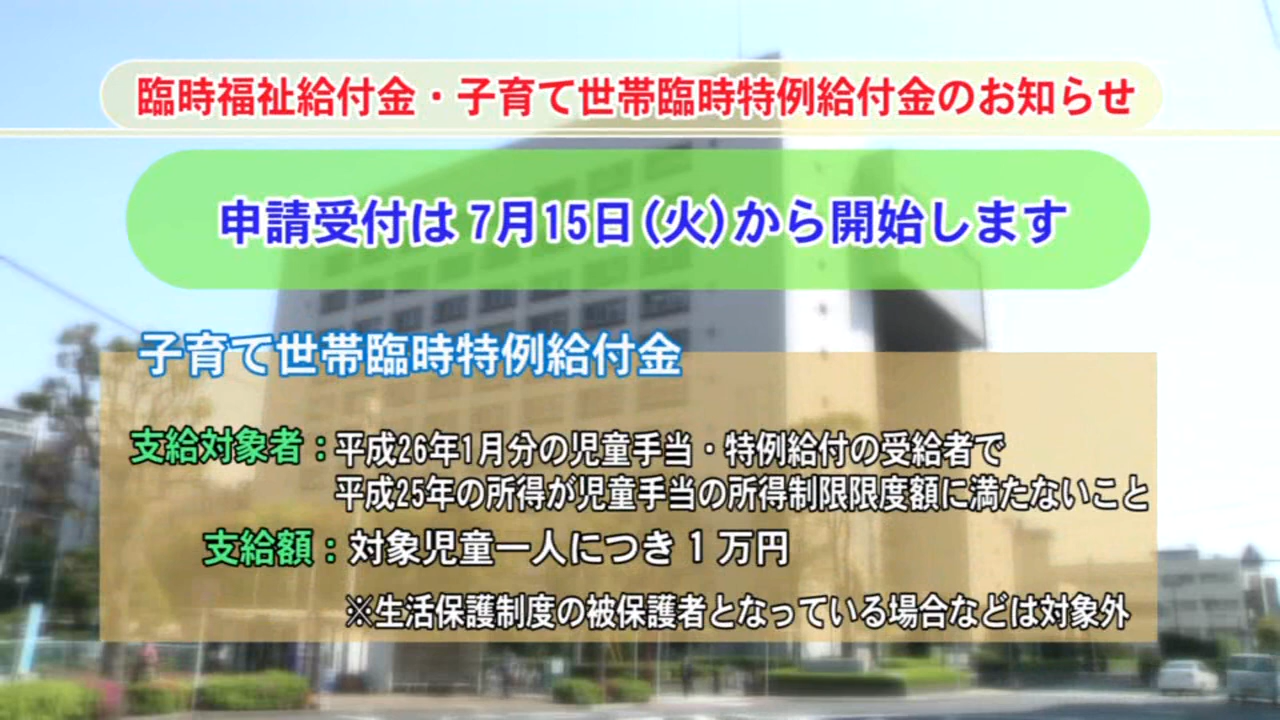 臨時福祉給付金・子育て世帯臨時特例給付金のお知らせ
申請受付は 7月15日(火)から開始します
子育て世帯臨時特例給付金
支給対象者：平成26年1月分の児童手当・特例給付の受給者で
平成25年の所得が児童手当の所得制限限度額に満たないこと
支給額：対象児童一人につき 1 万円
※生活保護制度の被保護者となっている場合などは対象外